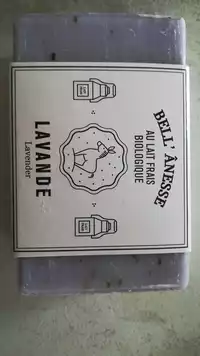 BELL' ÂNESSE
AU LAIT FRAIS
BIOLOGIQUE
LAVANDE
Lavender